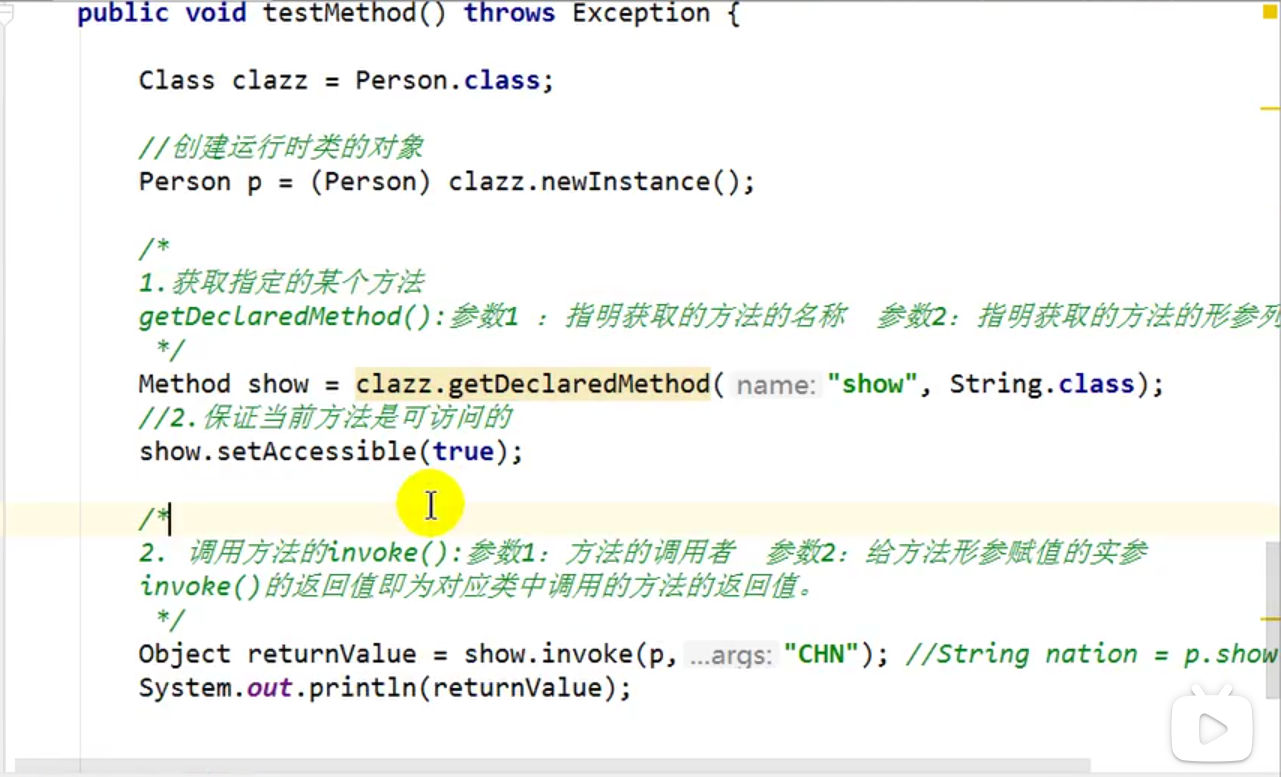 public void testMethod() throws Exception {
Class clazz = Person.class;
//创建运行时类的对象
Person p = (Person) clazz.newInstance();
/*
1.获取指定的某个方法
getDeclaredMethod():参数1 ：指明获取的方法的名称  参数2：指明获取的方法的形参列
*/
Method show = clazz.getDeclaredMethod( name: "show", String.class);
//2.保证当前方法是可访问的
show.setAccessible(true);
/*
2. 调用方法的invoke():参数1：方法的调用者  参数2：给方法形参赋值的实参
invoke()的返回值即为对应类中调用的方法的返回值。
*/
Object returnValue = show.invoke(p, ...args: "CHN"); //String nation = p.show
System.out.println(returnValue);